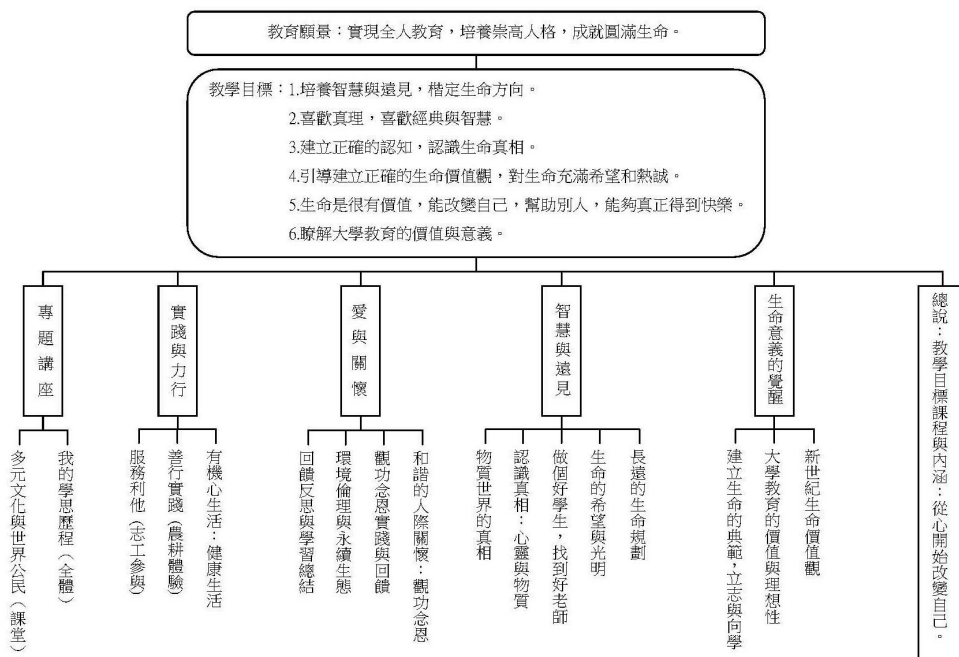 教育願景：實現全人教育，培養崇高人格，成就圓滿生命。
教學目標：1.培養智慧與遠見，楷定生命方向。
2.喜歡真理，喜歡經典與智慧。
3.建立正確的認知，認識生命真相。
4.引導建立正確的生命價值觀，對生命充滿希望和熱誠。
5.生命是很有價值，能改變自己，幫助別人，能夠真正得到快樂。
6.瞭解大學教育的價值與意義。
總說：教學目標課程與內涵：從心開始改變自己。
生命意義的覺醒
新世紀生命價值觀
大學教育的價值與理想性
建立生命的典範，立志與向學
智慧與遠見
長遠的生命規劃
生命的希望與光明
做個好學生，找到好老師
認識真相：心靈與物質
物質世界的真相
愛與關懷
和諧的人際關懷：觀功念恩
觀功念恩實踐與回饋
環境倫理與永續生態
回饋反思與學習總結
實踐與力行
有機心生活：健康生活
善行實踐（農耕體驗）
服務利他（志工參與）
專題講座
我的學思歷程（全體）
多元文化與世界公民（課堂）